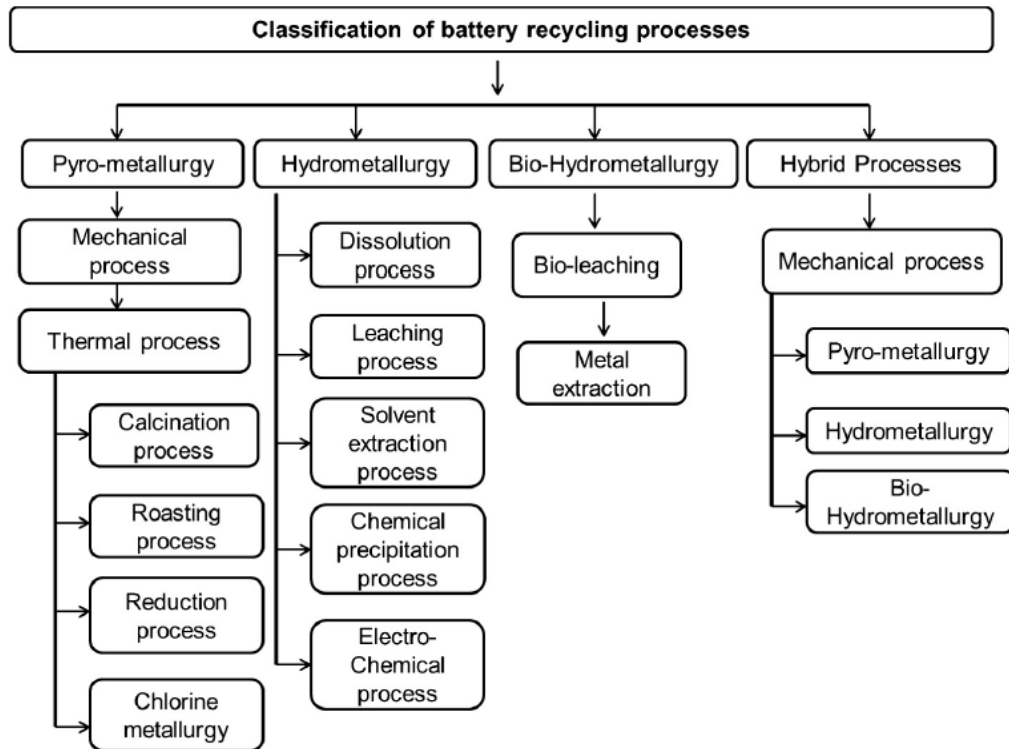 Classification of battery recycling processes
Pyro-metallurgy
Hydrometallurgy
Bio-Hydrometallurgy
Hybrid Processes
Mechanical
process
Thermal process
Calcination
process
Roasting
process
Reduction
process
Chlorine
metallurgy
Dissolution
process
Leaching
process
Solvent
extraction
process
Chemical
precipitation
process
Electro-
Chemical
process
Bio-leaching
Metal
extraction
Mechanical process
Pyro-metallurgy
Hydrometallurgy
Bio-
Hydrometallurgy